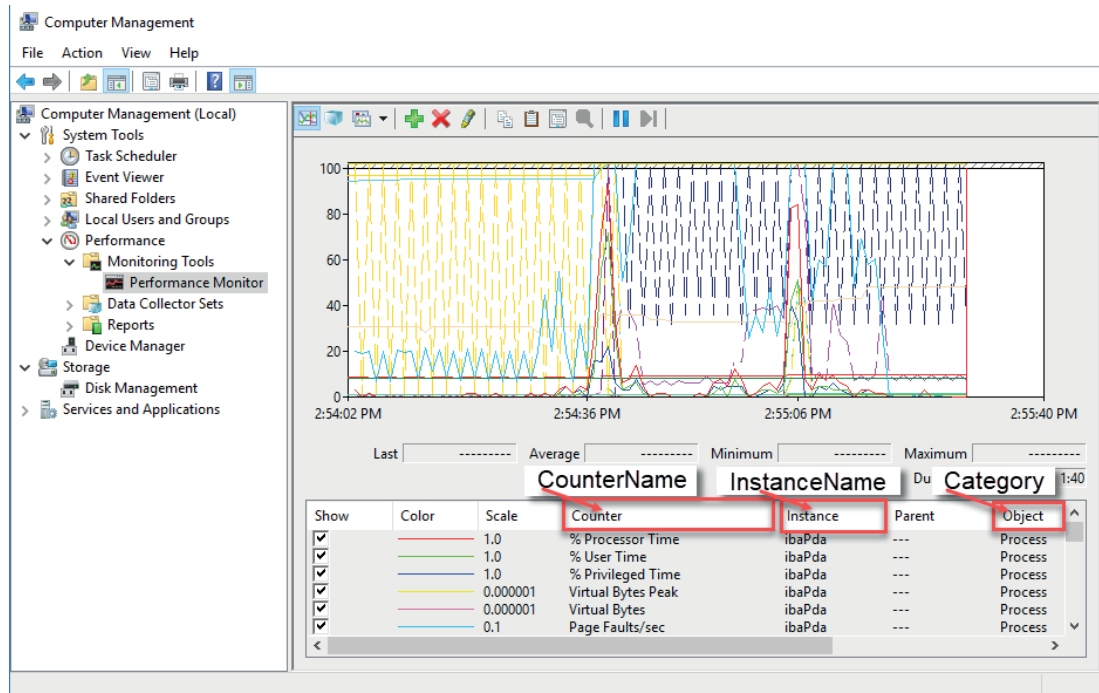 Computer Management
File Action View Help
Computer Management (Local)
System Tools
Task Scheduler
Event Viewer
Shared Folders
Local Users and Groups
Performance
Monitoring Tools
Performance Monitor
Data Collector Sets
Reports
Device Manager
Storage
Disk Management
Services and Applications
100
80
60
40
20
0
2:54:02 PM 2:54:36 PM 2:55:06 PM 2:55:40 PM
Last --------- Average --------- Minimum --------- Maximum ---------
CounterName InstanceName Du Category 1:40
Show Color Scale Counter Instance Parent Object
1.0 % Processor Time ibaPda --- Process
1.0 % User Time ibaPda --- Process
1.0 % Privileged Time ibaPda --- Process
0.000001 Virtual Bytes Peak ibaPda --- Process
0.000001 Virtual Bytes ibaPda --- Process
0.1 Page Faults/sec ibaPda --- Process